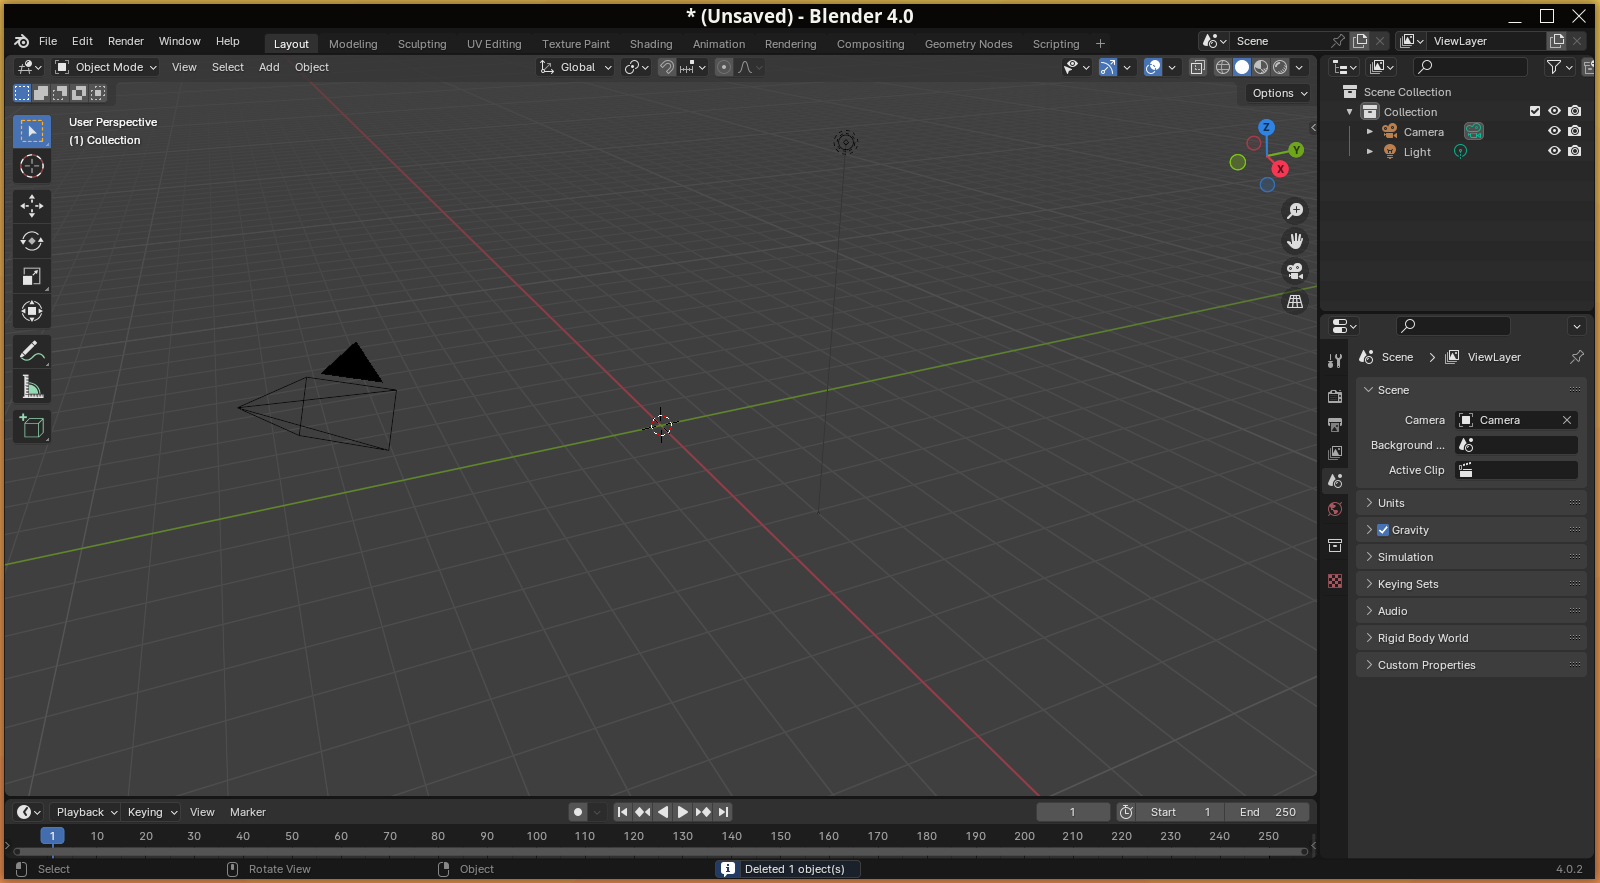 * (Unsaved) - Blender 4.0
File Edit Render Window Help Layout Modeling Sculpting UV Editing Texture Paint Shading Animation Rendering Compositing Geometry Nodes Scripting + Scene ViewLayer
Object Mode View Select Add Object Global
Options
User Perspective
(1) Collection
Z
Y
X
Scene Collection
Collection
Camera
Light
Scene ViewLayer
Scene
Camera Camera
Background ...
Active Clip
Units
Gravity
Simulation
Keying Sets
Audio
Rigid Body World
Custom Properties
Playback Keying View Marker 1 Start 1 End 250
1 10 20 30 40 50 60 70 80 90 100 110 120 130 140 150 160 170 180 190 200 210 220 230 240 250
Select Rotate View Object Deleted 1 object(s) 4.0.2